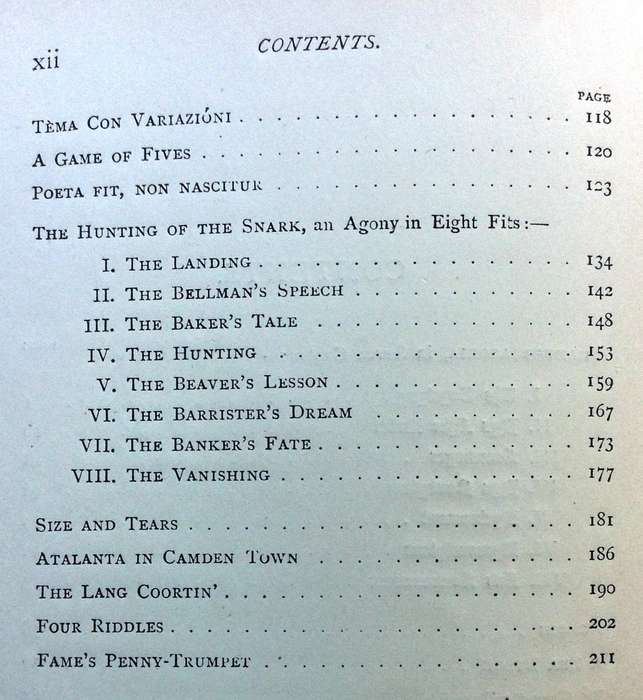 xii
CONTENTS.
PAGE
TÈMA CON VARIAZIÓNI . . . . . . . . . . . . . . 118
A GAME OF FIVES . . . . . . . . . . . . . . . 120
POETA FIT, NON NASCITUR . . . . . . . . . . . . 123
THE HUNTING OF THE SNARK, an Agony in Eight Fits:—
I. THE LANDING . . . . . . . . . . . . . 134
II. THE BELLMAN'S SPEECH . . . . . . . . . 142
III. THE BAKER'S TALE . . . . . . . . . . 148
IV. THE HUNTING . . . . . . . . . . . . 153
V. THE BEAVER'S LESSON . . . . . . . . . 159
VI. THE BARRISTER'S DREAM . . . . . . . . 167
VII. THE BANKER'S FATE . . . . . . . . . . 173
VIII. THE VANISHING . . . . . . . . . . . . 177
SIZE AND TEARS . . . . . . . . . . . . . . . 181
ATALANTA IN CAMDEN TOWN . . . . . . . . . . 186
THE LANG COORTIN' . . . . . . . . . . . . . . 190
FOUR RIDDLES . . . . . . . . . . . . . . . . 202
FAME'S PENNY-TRUMPET . . . . . . . . . . . . 211